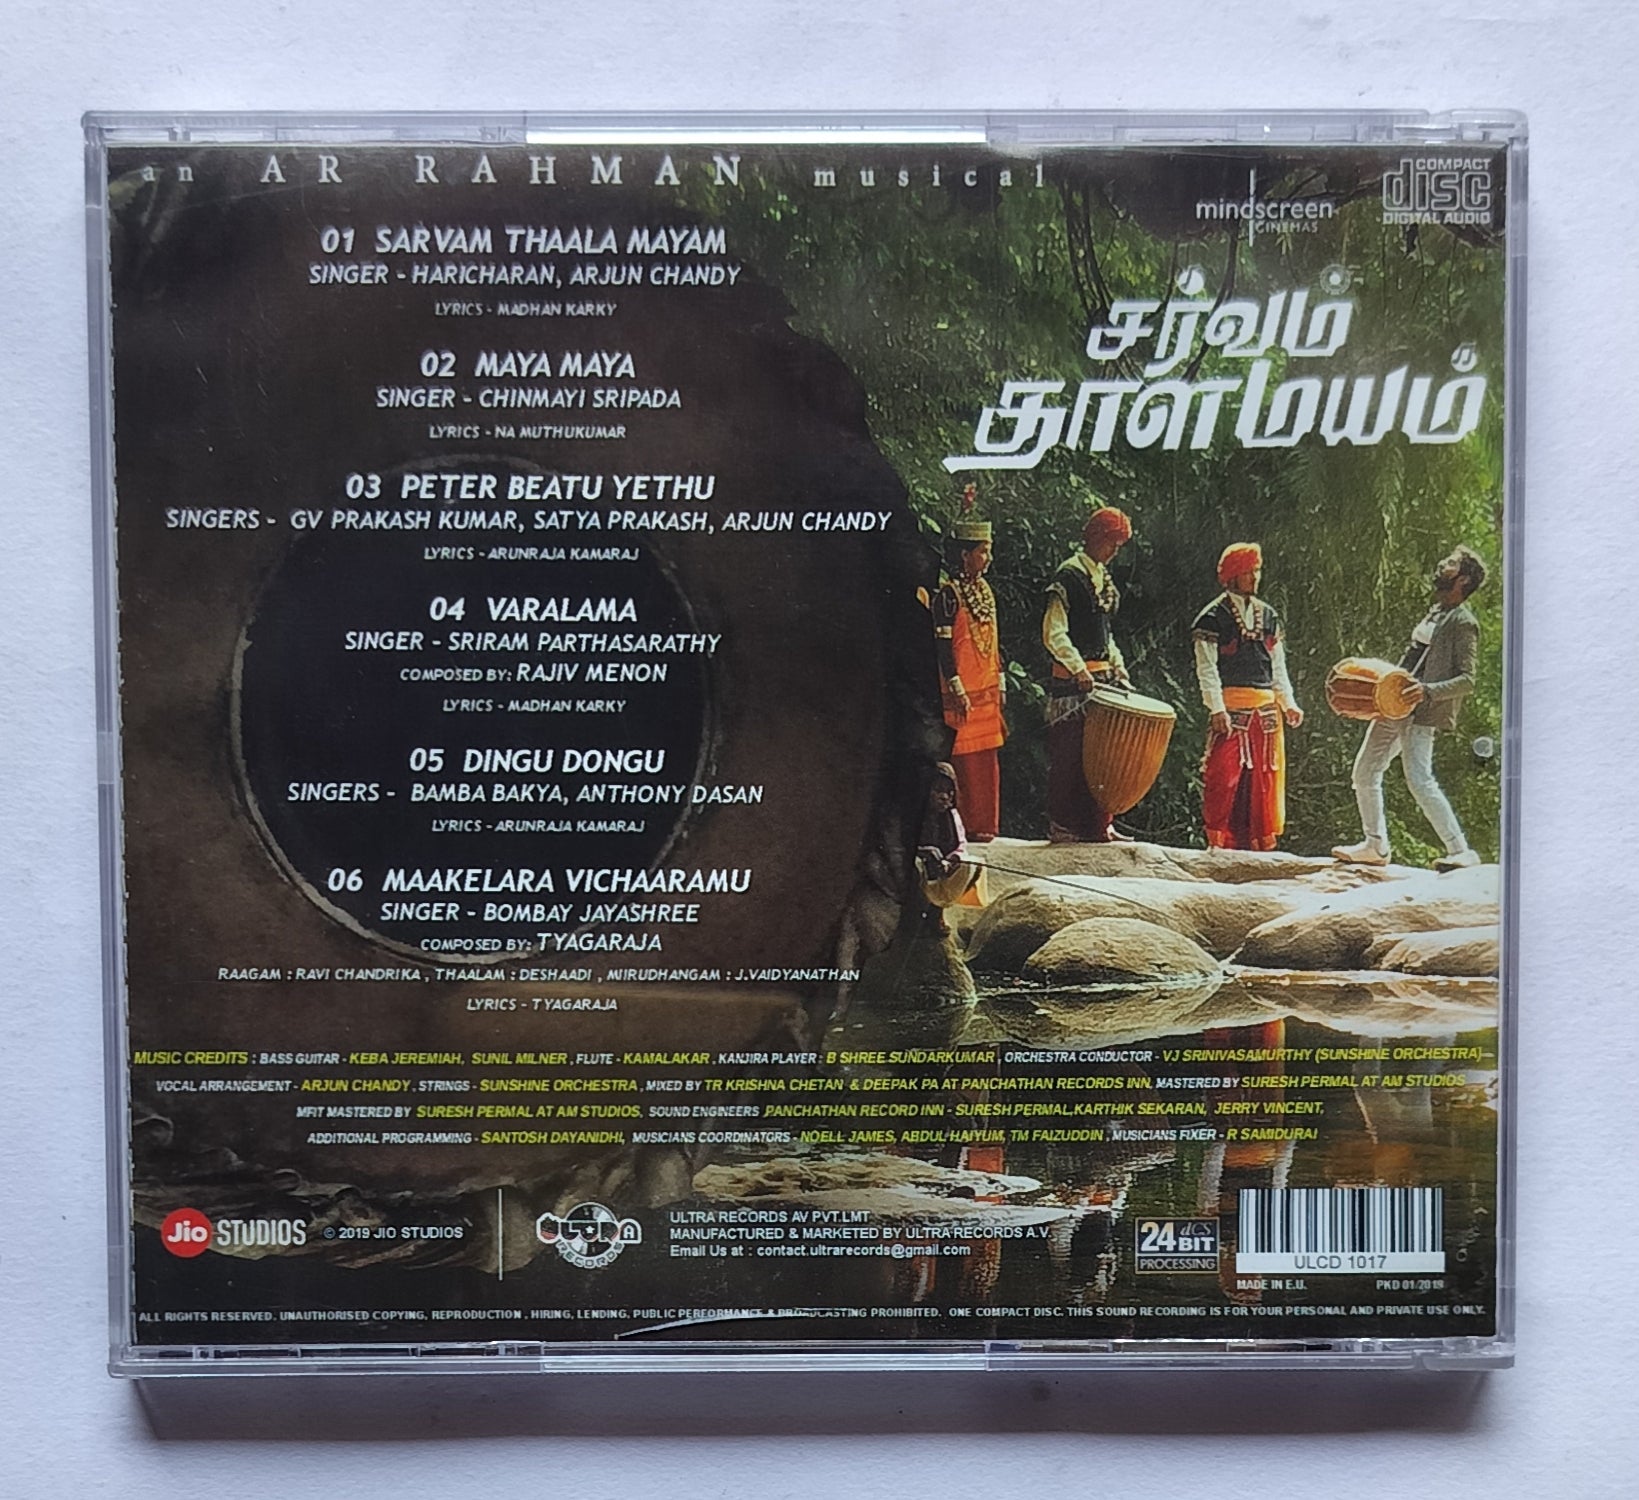 an AR RAHMAN musical
COMPACT
disc
DIGITAL AUDIO
mindscreen
CINEMAS
சர்வம்
தாளமயம்
01 SARVAM THAALA MAYAM
SINGER - HARICHARAN, ARJUN CHANDY
LYRICS - MADHAN KARKY
02 MAYA MAYA
SINGER - CHINMAYI SRIPADA
LYRICS - NA MUTHUKUMAR
03 PETER BEATU YETHU
SINGERS - GV PRAKASH KUMAR, SATYA PRAKASH, ARJUN CHANDY
LYRICS - ARUNRAJA KAMARAJ
04 VARALAMA
SINGER - SRIRAM PARTHASARATHY
COMPOSED BY: RAJIV MENON
LYRICS - MADHAN KARKY
05 DINGU DONGU
SINGERS - BAMBA BAKYA, ANTHONY DASAN
LYRICS - ARUNRAJA KAMARAJ
06 MAAKELARA VICHAARAMU
SINGER - BOMBAY JAYASHREE
COMPOSED BY: TYAGARAJA
RAAGAM : RAVI CHANDRIKA , THAALAM : DESHAADI , MIIRUDHANGAM : J.VAIDYANATHAN
LYRICS - TYAGARAJA
MUSIC CREDITS : BASS GUITAR - KEBA JEREMIAH, SUNIL MILNER , FLUTE - KAMALAKAR , KANJIRA PLAYER : B SHREE SUNDARKUMAR , ORCHESTRA CONDUCTOR - VJ SRINIVASAMURTHY (SUNSHINE ORCHESTRA)
VOCAL ARRANGEMENT - ARJUN CHANDY , STRINGS - SUNSHINE ORCHESTRA , MIXED BY TR KRISHNA CHETAN & DEEPAK PA AT PANCHATHAN RECORDS INN, MASTERED BY SURESH PERMAL AT AM STUDIOS
MFIT MASTERED BY SURESH PERMAL AT AM STUDIOS, SOUND ENGINEERS PANCHATHAN RECORD INN - SURESH PERMAL,KARTHIK SEKARAN, JERRY VINCENT,
ADDITIONAL PROGRAMMING - SANTOSH DAYANIDHI, MUSICIANS COORDINATORS - NOELL JAMES, ABDUL HAIYUM, TM FAIZUDDIN , MUSICIANS FIXER - R SAMIDURAI
Jio STUDIOS © 2019 JIO STUDIOS
ULTRA
RECORDS
ULTRA RECORDS AV PVT.LMT
MANUFACTURED & MARKETED BY ULTRA RECORDS A.V.
Email Us at : contact.ultrarecords@gmail.com
24 dCS
BIT
PROCESSING
ULCD 1017
MADE IN E.U. PKD 01/2019
ALL RIGHTS RESERVED. UNAUTHORISED COPYING, REPRODUCTION , HIRING, LENDING, PUBLIC PERFORMANCE & BROADCASTING PROHIBITED. ONE COMPACT DISC. THIS SOUND RECORDING IS FOR YOUR PERSONAL AND PRIVATE USE ONLY.